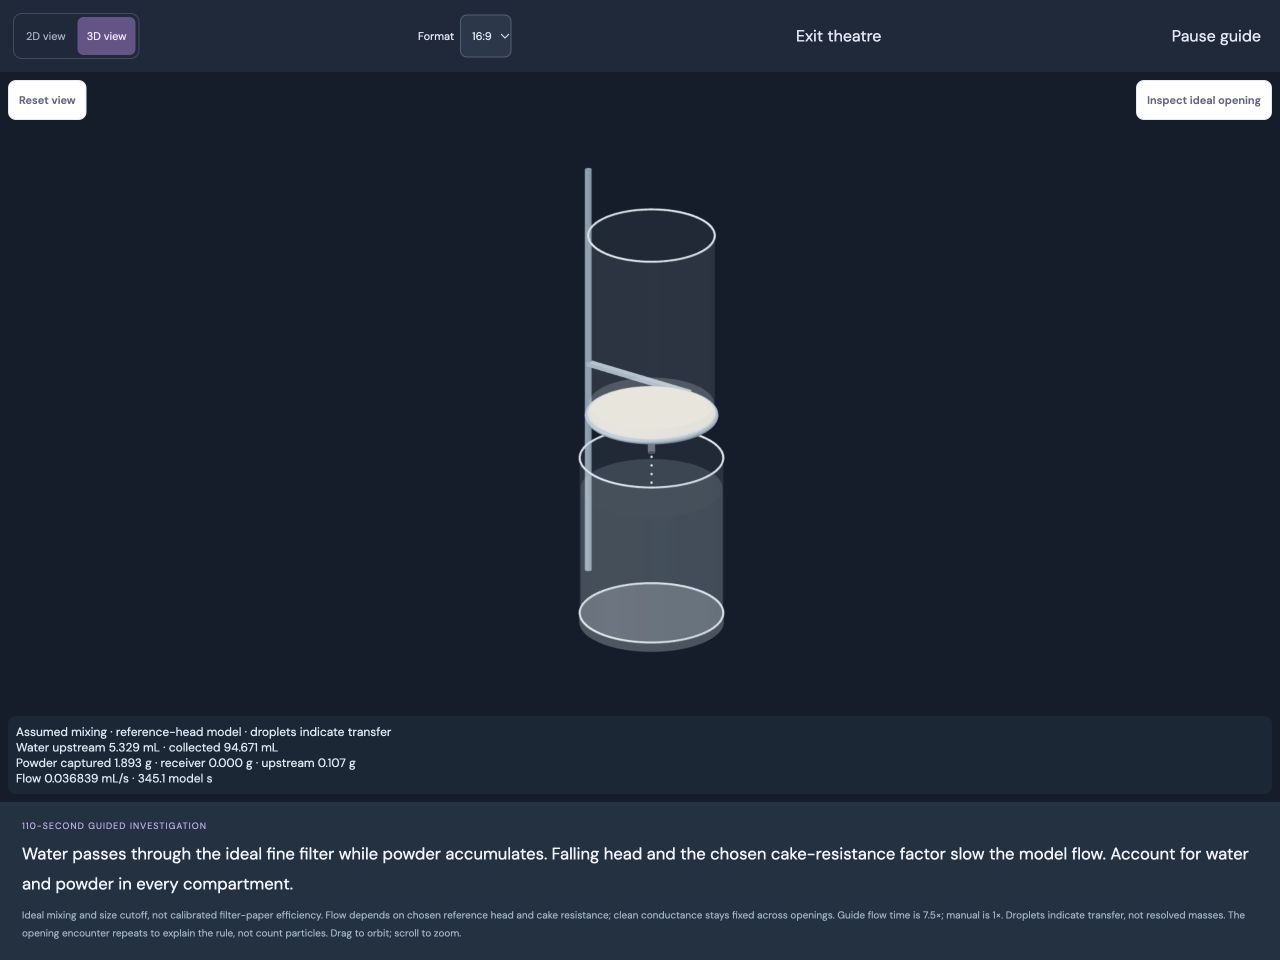 2D view
3D view
Format
16:9
Exit theatre
Pause guide
Reset view
Inspect ideal opening
Assumed mixing · reference-head model · droplets indicate transfer
Water upstream 5.329 mL · collected 94.671 mL
Powder captured 1.893 g · receiver 0.000 g · upstream 0.107 g
Flow 0.036839 mL/s · 345.1 model s
110-SECOND GUIDED INVESTIGATION
Water passes through the ideal fine filter while powder accumulates. Falling head and the chosen cake-resistance factor slow the model flow. Account for water
and powder in every compartment.
Ideal mixing and size cutoff, not calibrated filter-paper efficiency. Flow depends on chosen reference head and cake resistance; clean conductance stays fixed across openings. Guide flow time is 7.5×; manual is 1×. Droplets indicate transfer, not resolved masses. The
opening encounter repeats to explain the rule, not count particles. Drag to orbit; scroll to zoom.